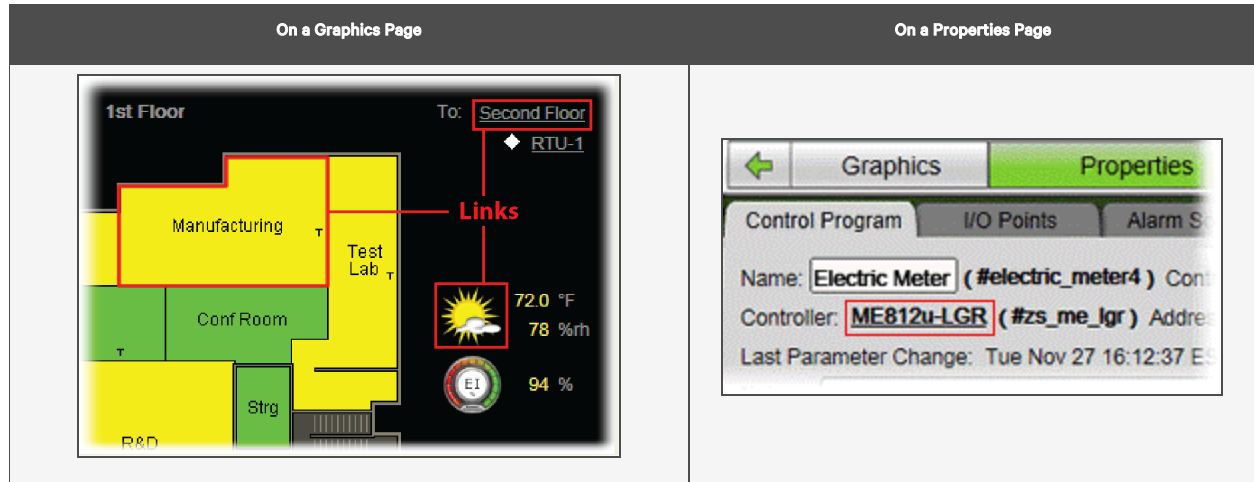 On a Graphics Page
1st Floor
To: Second Floor
RTU-1
Manufacturing
T
Links
Test
Lab T
72.0 °F
78 %rh
Conf Room
T
EI
%
94 %
Strg
R&D
On a Properties Page
Graphics Properties
Control Program I/O Points Alarm
Name: Electric Meter ( #electric_meter4 )
Controller: ME812u-LGR ( #zs_me_lgr )
Last Parameter Change: Tue Nov 27 16:12:37